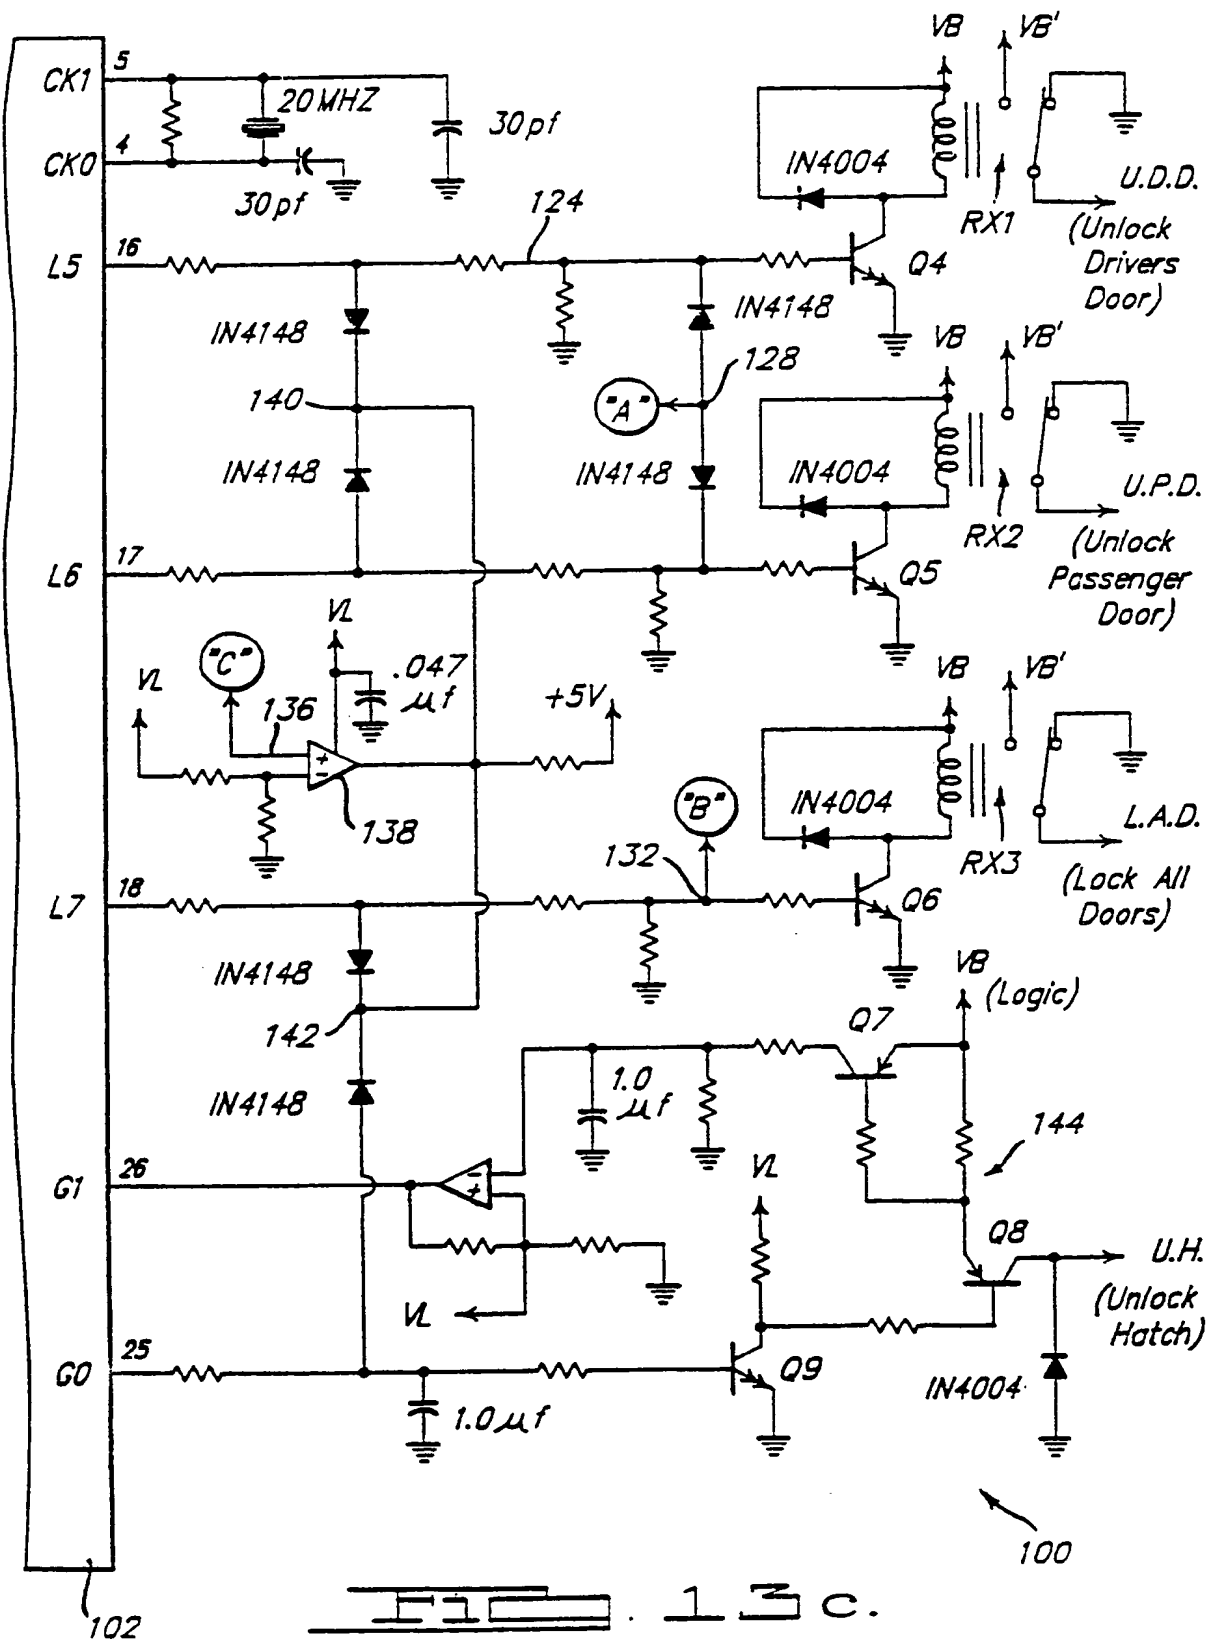 VB VB'
5
CK1
20MHZ
30pf
4
CK0
30pf
IN4004
RX1
U.D.D.
(Unlock
Drivers
Door)
124
16
L5
Q4
IN4148
IN4148
128
VB VB'
140
"A"
IN4148
IN4148
IN4004
RX2
U.P.D.
(Unlock
Passenger
Door)
17
L6
Q5
VL
"C"
.047
μf
VL
136
+5V
VB VB'
138
"B"
IN4004
RX3
L.A.D.
(Lock All
Doors)
132
18
L7
Q6
IN4148
VB
(Logic)
142
Q7
IN4148
1.0
μf
144
26
G1
VL
Q8
U.H.
(Unlock
Hatch)
VL
25
G0
Q9
IN4004
1.0μf
100
102
FIG. 13c.